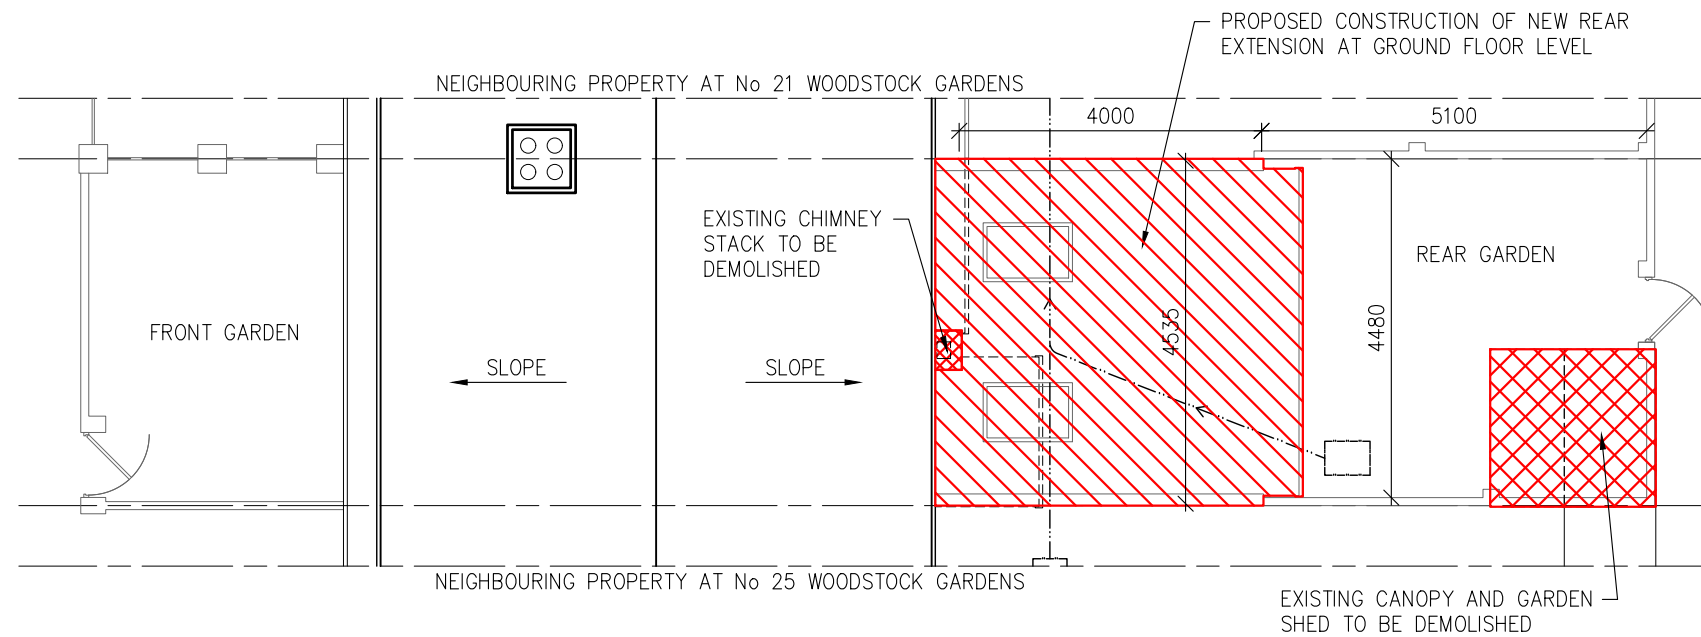 PROPOSED CONSTRUCTION OF NEW REAR
EXTENSION AT GROUND FLOOR LEVEL
NEIGHBOURING PROPERTY AT No 21 WOODSTOCK GARDENS
4000
5100
EXISTING CHIMNEY
STACK TO BE
DEMOLISHED
REAR GARDEN
FRONT GARDEN
4535
4480
SLOPE
SLOPE
NEIGHBOURING PROPERTY AT No 25 WOODSTOCK GARDENS
EXISTING CANOPY AND GARDEN
SHED TO BE DEMOLISHED